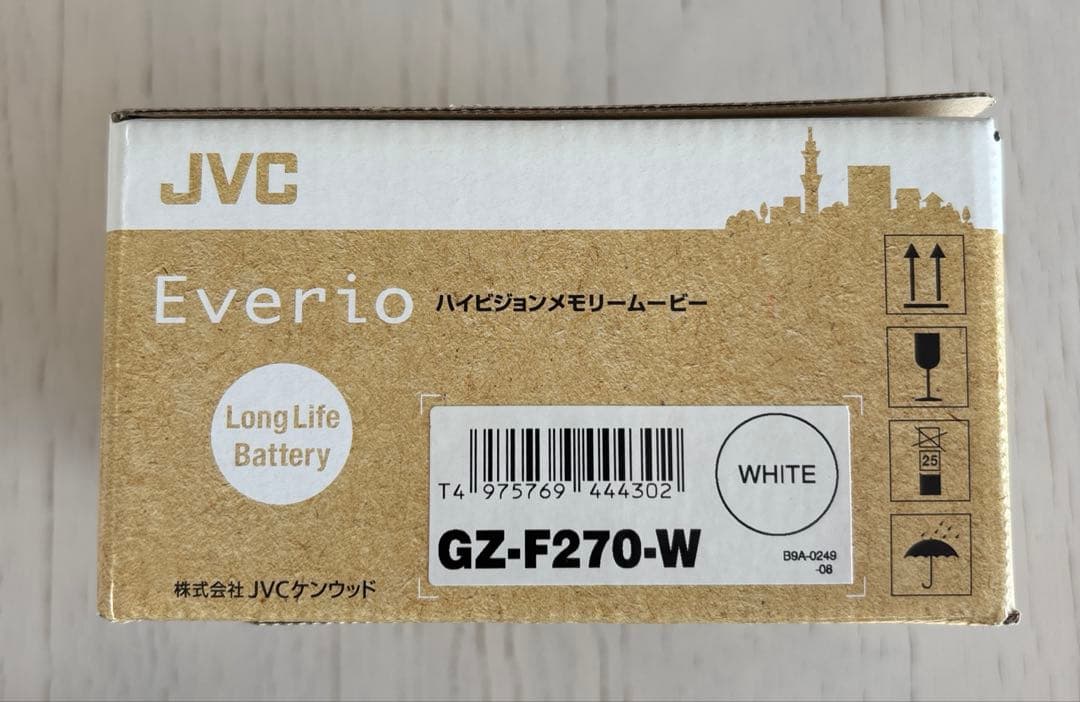 JVC
Everio ハイビジョンメモリームービー
Long Life
Battery
T4 975769 444302
WHITE
GZ-F270-W
B9A-0249
-08
25
株式会社 JVCケンウッド